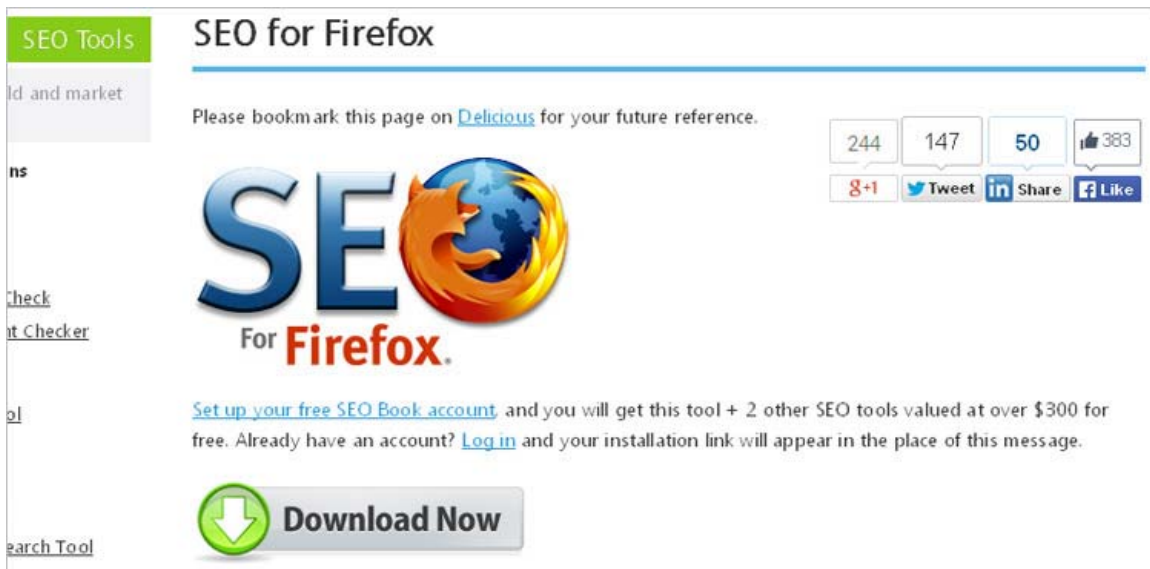 SEO Tools
ld and market
ns
Check
nt Checker
ol
earch Tool
SEO for Firefox
Please bookmark this page on Delicious for your future reference.
244 147 50 383
g+1 Tweet in Share f Like
SEO
For Firefox.
Set up your free SEO Book account, and you will get this tool + 2 other SEO tools valued at over $300 for
free. Already have an account? Log in and your installation link will appear in the place of this message.
Download Now